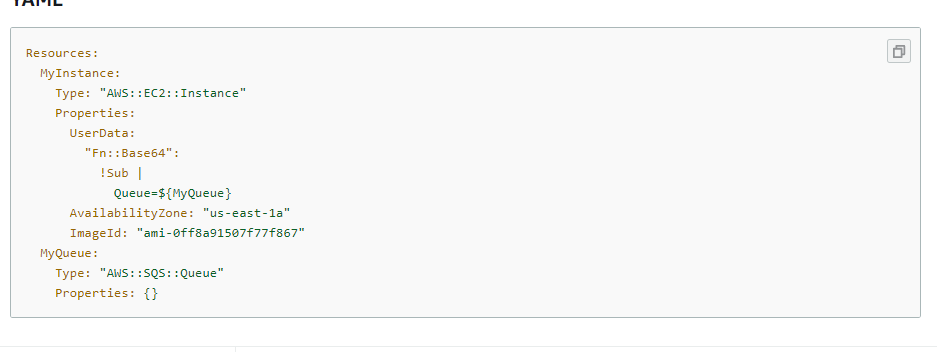 YAML
Resources:
  MyInstance:
    Type: "AWS::EC2::Instance"
    Properties:
      UserData:
        "Fn::Base64":
          !Sub |
            Queue=${MyQueue}
      AvailabilityZone: "us-east-1a"
      ImageId: "ami-0ff8a91507f77f867"
  MyQueue:
    Type: "AWS::SQS::Queue"
    Properties: {}